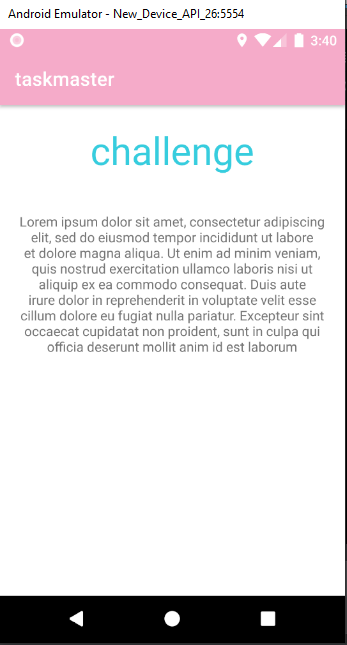 Android Emulator - New_Device_API_26:5554
3:40
taskmaster
challenge
Lorem ipsum dolor sit amet, consectetur adipiscing
elit, sed do eiusmod tempor incididunt ut labore
et dolore magna aliqua. Ut enim ad minim veniam,
quis nostrud exercitation ullamco laboris nisi ut
aliquip ex ea commodo consequat. Duis aute
irure dolor in reprehenderit in voluptate velit esse
cillum dolore eu fugiat nulla pariatur. Excepteur sint
occaecat cupidatat non proident, sunt in culpa qui
officia deserunt mollit anim id est laborum